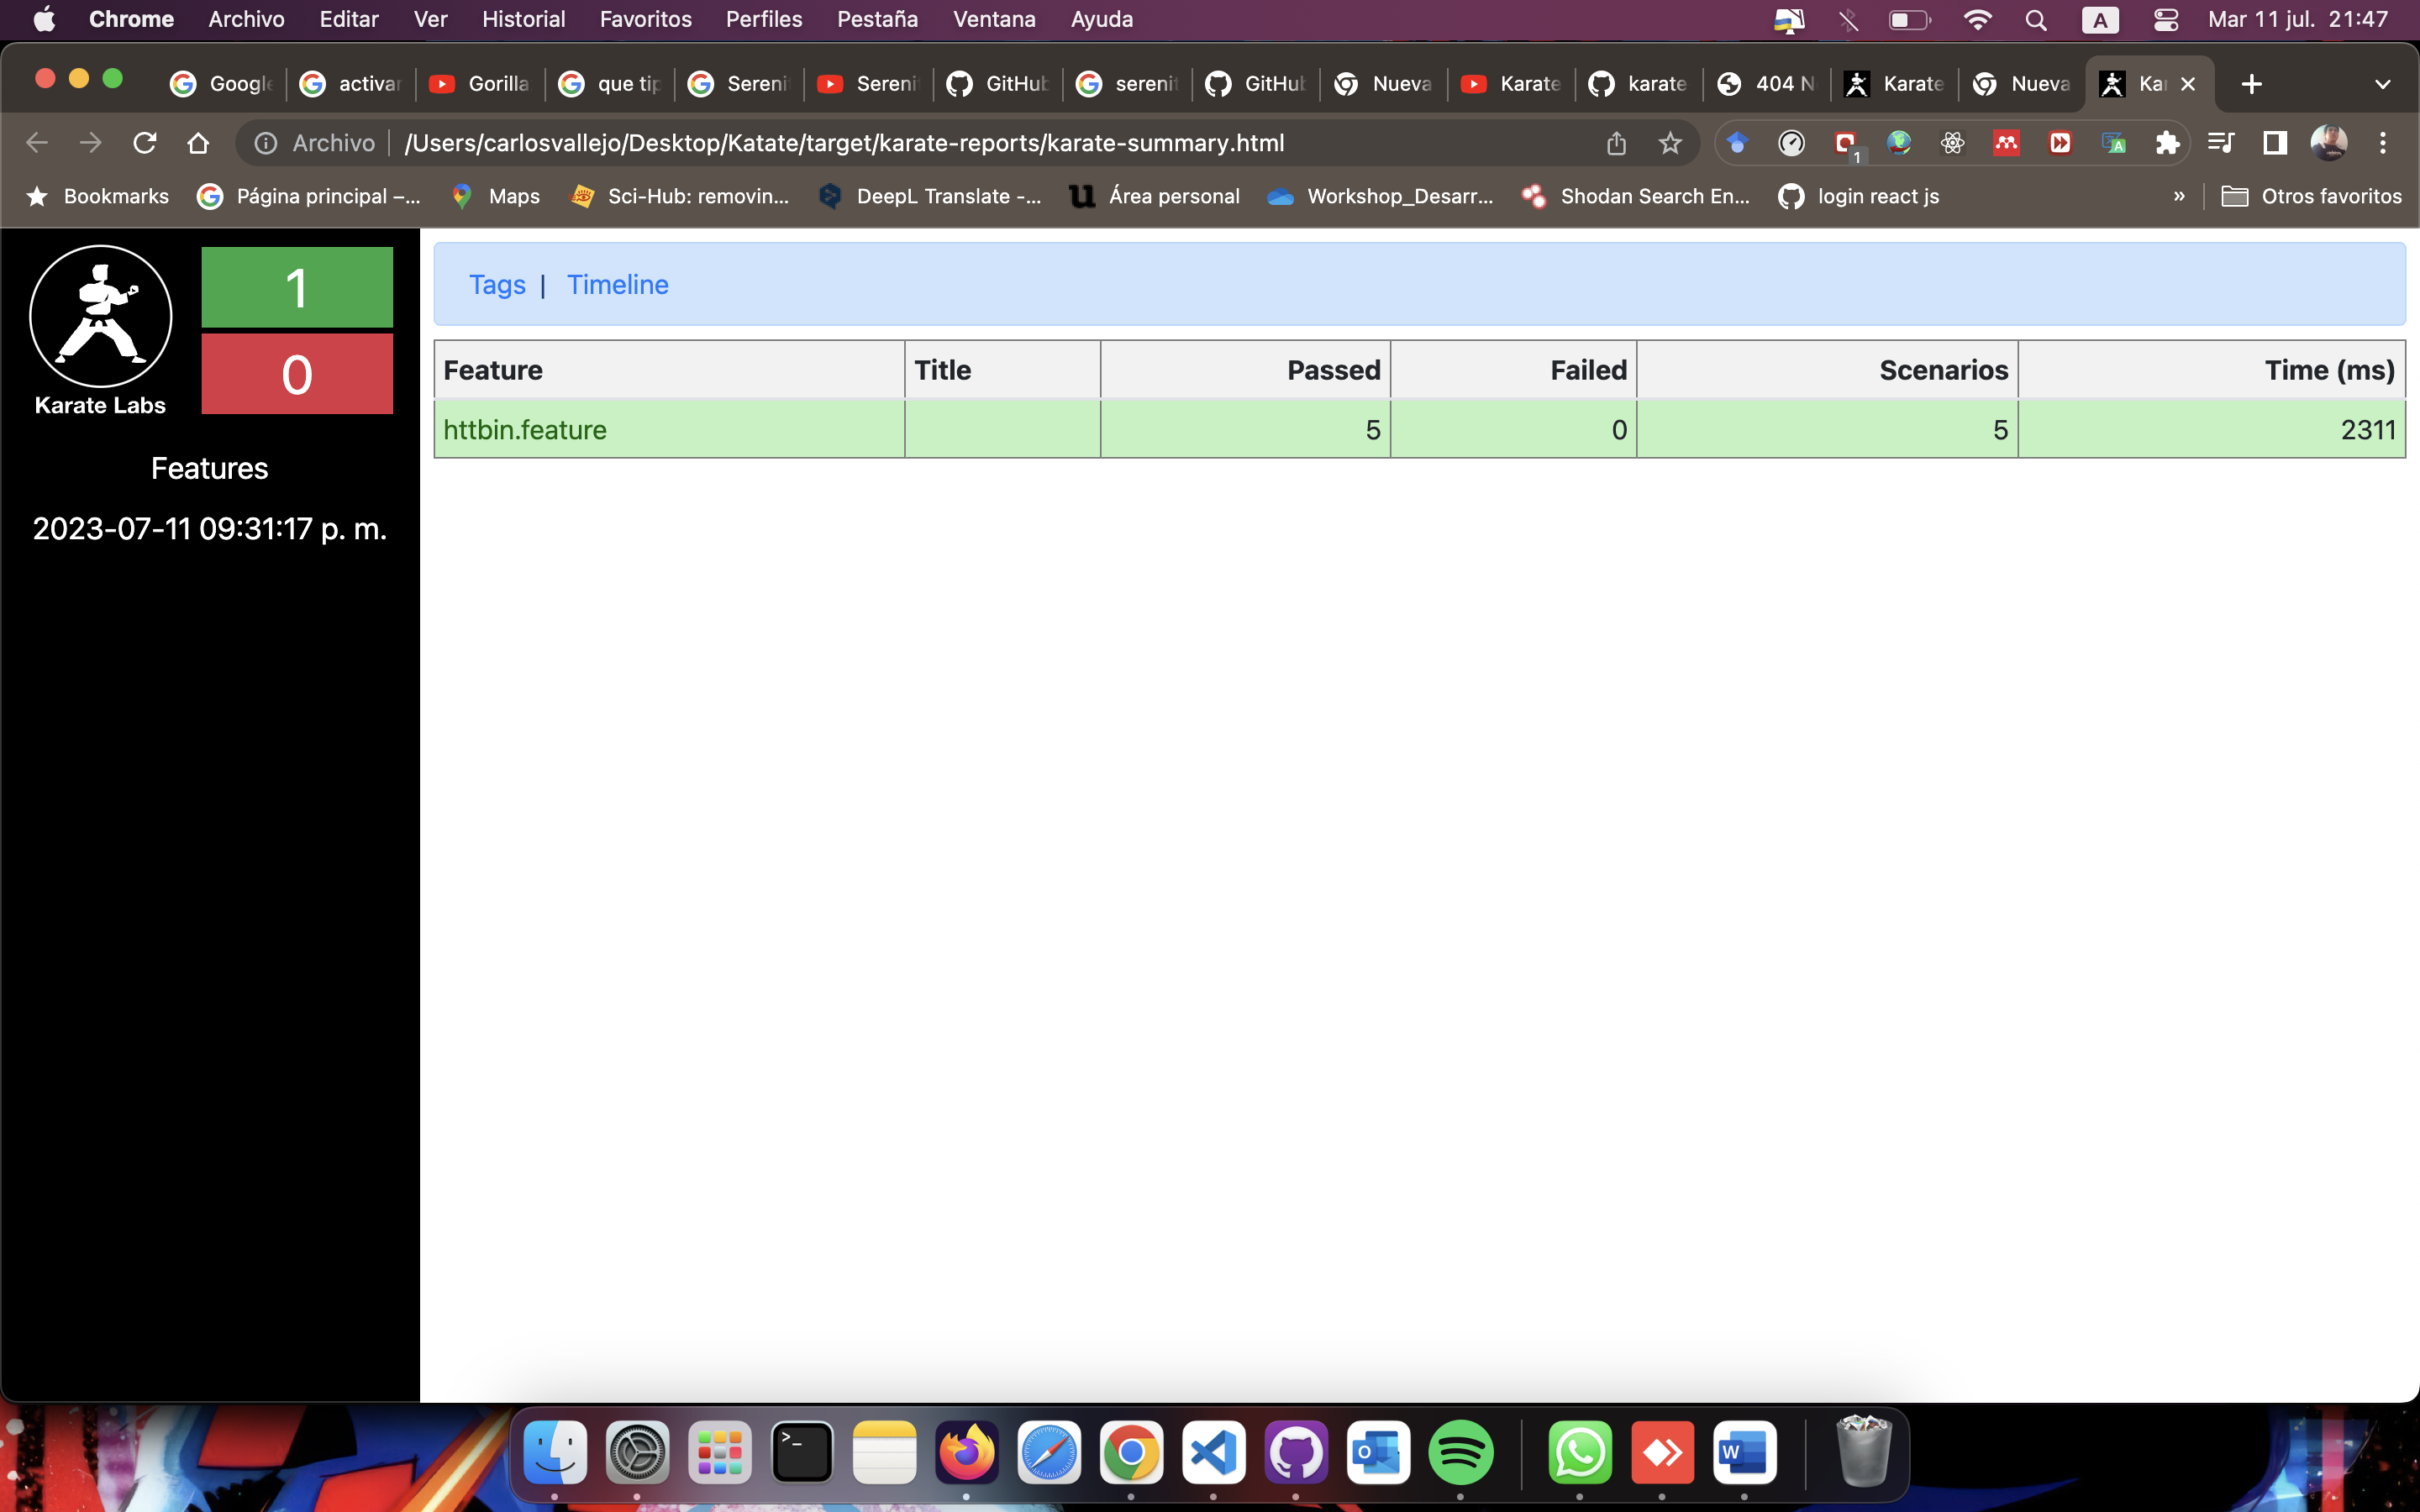 Chrome Archivo Editar Ver Historial Favoritos Perfiles Pestaña Ventana Ayuda A Mar 11 jul. 21:47
Google activar Gorilla que tip Sereni Sereni GitHub serenit GitHub Nueva Karate karate 404 N Karate Nueva Kar
Archivo /Users/carlosvallejo/Desktop/Katate/target/karate-reports/karate-summary.html 1
Bookmarks Página principal –... Maps Sci-Hub: removin... DeepL Translate -... Área personal Workshop_Desarr... Shodan Search En... login react js » Otros favoritos
1
0
Karate Labs
Features
2023-07-11 09:31:17 p. m.
Tags | Timeline
Feature Title Passed Failed Scenarios Time (ms)
httbin.feature 5 0 5 2311